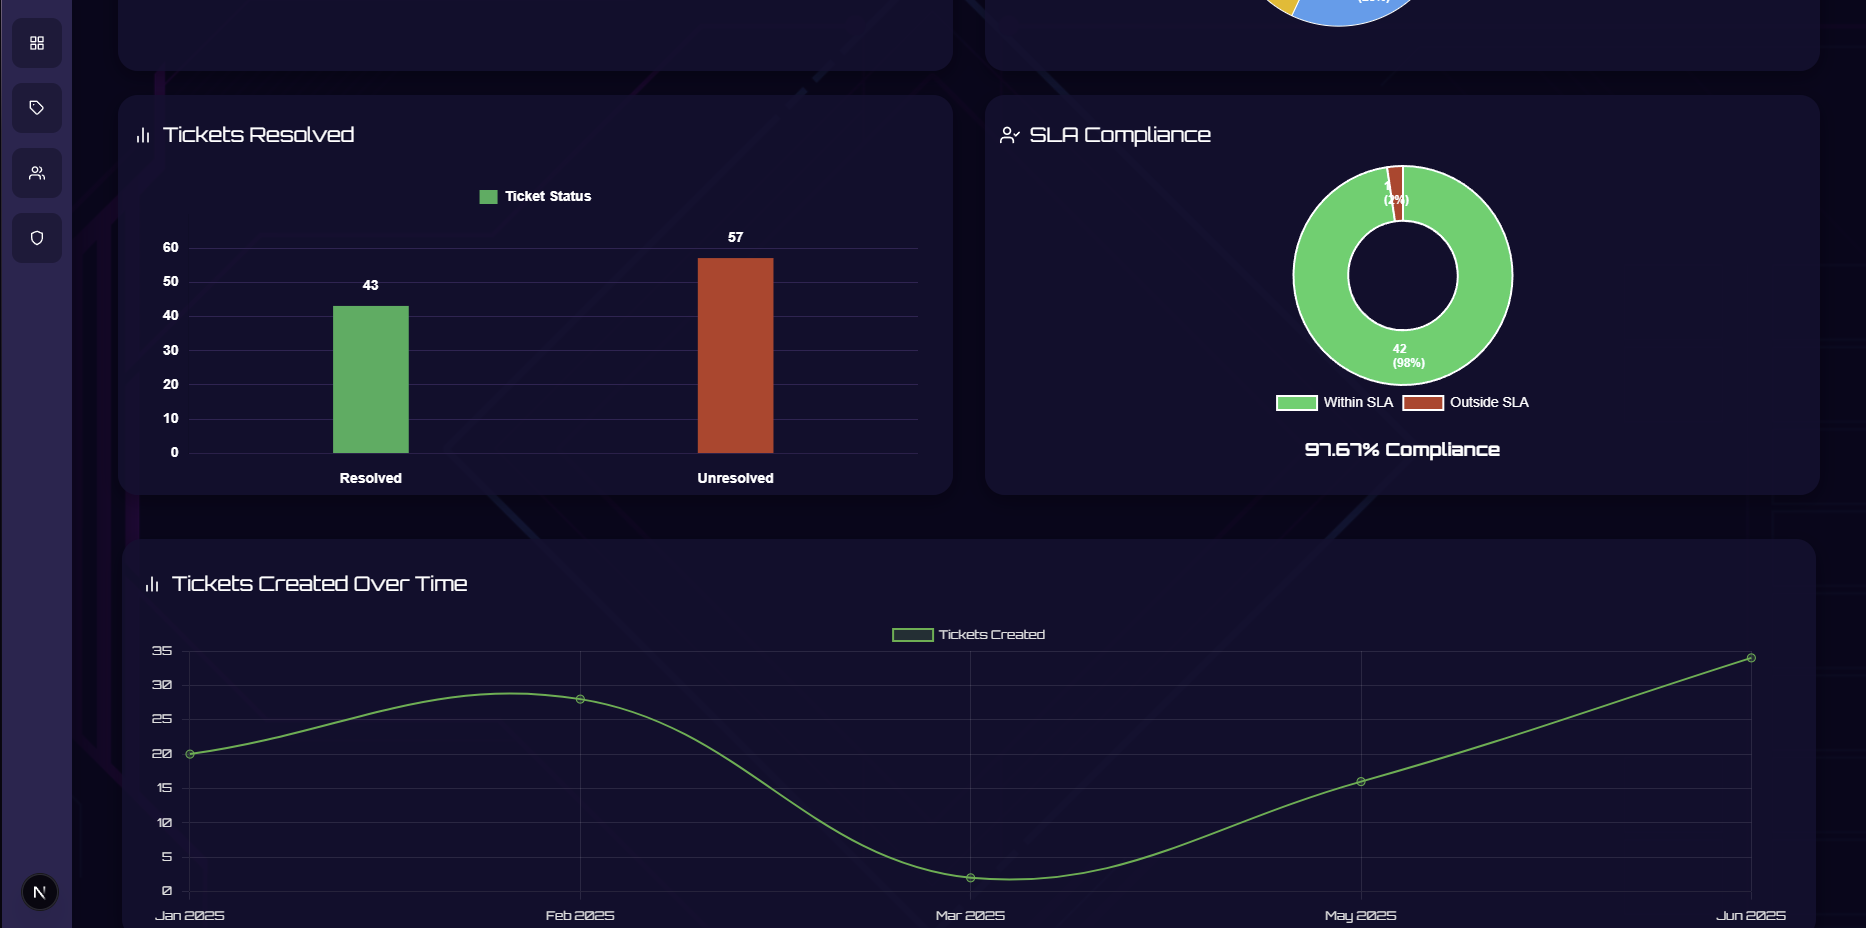 Tickets Resolved
Ticket Status
60
50
40
30
20
10
0
43
57
Resolved
Unresolved
SLA Compliance
1
(2%)
42
(98%)
Within SLA
Outside SLA
97.67% Compliance
Tickets Created Over Time
Tickets Created
35
30
25
20
15
10
5
0
Jan 2025
Feb 2025
Mar 2025
May 2025
Jun 2025
N